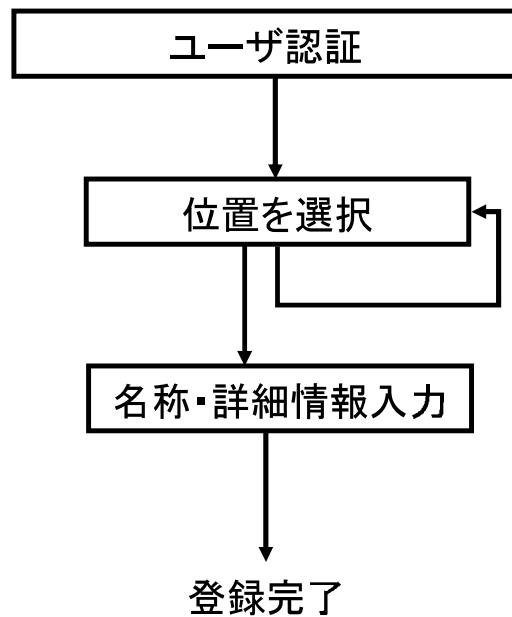 ユーザ認証
位置を選択
名称・詳細情報入力
登録完了